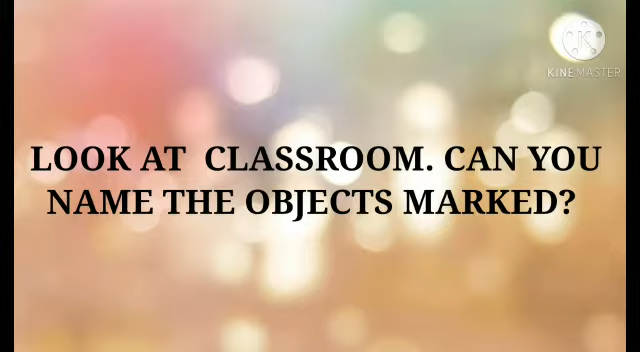 KINEMASTER
LOOK AT CLASSROOM. CAN YOU
NAME THE OBJECTS MARKED?